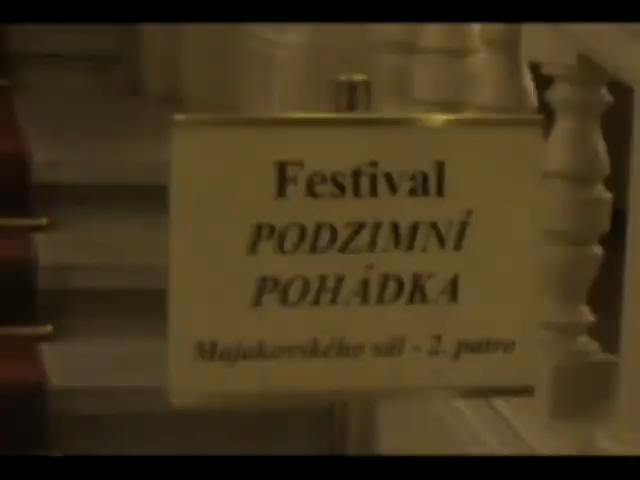 Festival
PODZIMNÍ
POHÁDKA
Majakovského sál - 2. patro